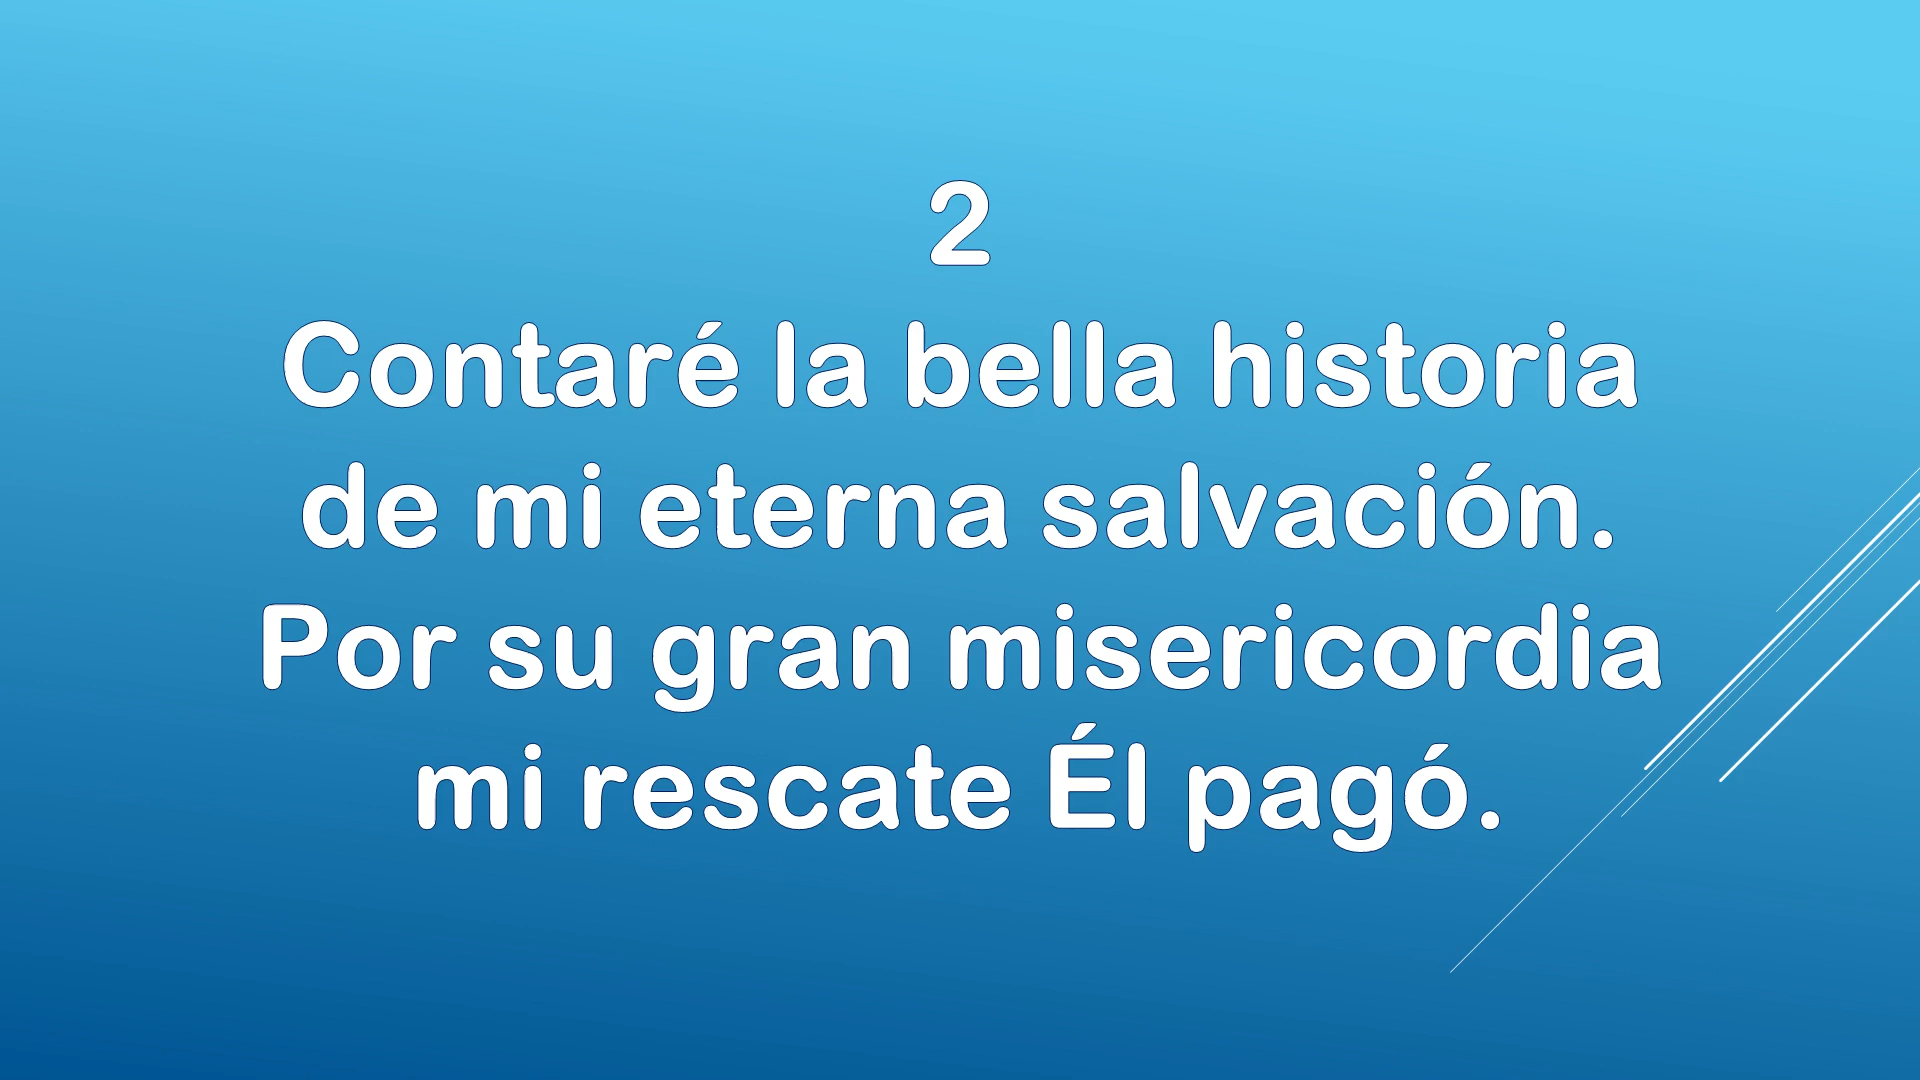 2
Contaré la bella historia
de mi eterna salvación.
Por su gran misericordia
mi rescate Él pagó.